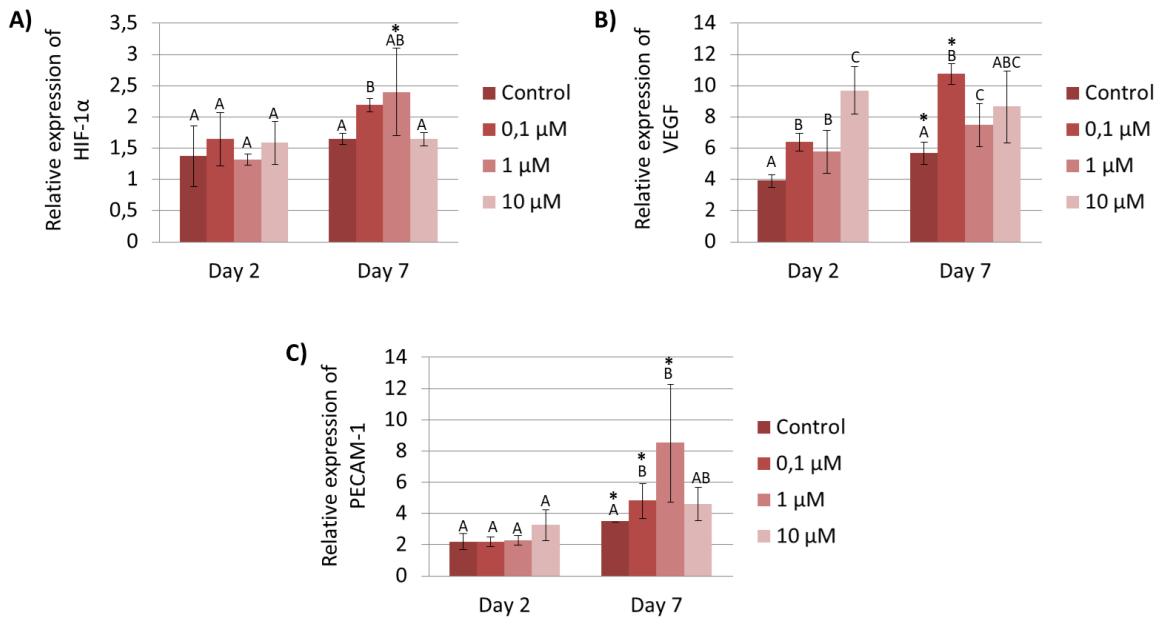 A)
Relative expression of
HIF-1α
3,5
3
2,5
2
1,5
1
0,5
0
A
A
A
A
A
B
*
AB
A
Day 2
Day 7
Control
0,1 µM
1 µM
10 µM
B)
Relative expression of
VEGF
14
12
10
8
6
4
2
0
A
B
B
C
*
A
*
B
C
ABC
Day 2
Day 7
Control
0,1 µM
1 µM
10 µM
C)
Relative expression of
PECAM-1
14
12
10
8
6
4
2
0
A
A
A
A
*
A
*
B
*
B
AB
Day 2
Day 7
Control
0,1 µM
1 µM
10 µM